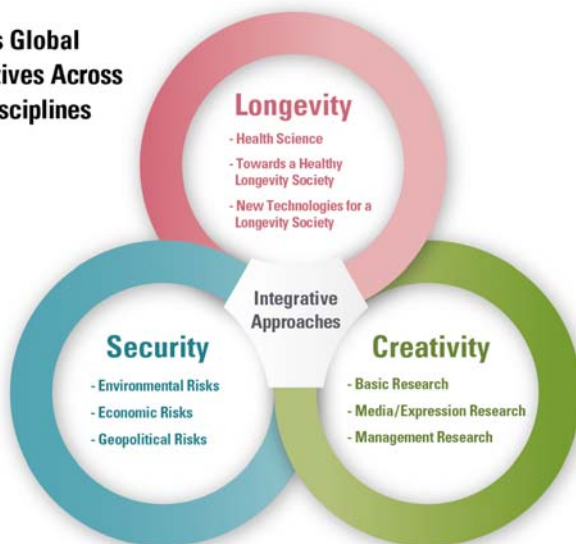 s Global
tives Across
sciplines
Longevity
- Health Science
- Towards a Healthy
Longevity Society
- New Technologies for a
Longevity Society
Integrative
Approaches
Security
- Environmental Risks
- Economic Risks
- Geopolitical Risks
Creativity
- Basic Research
- Media/Expression Research
- Management Research